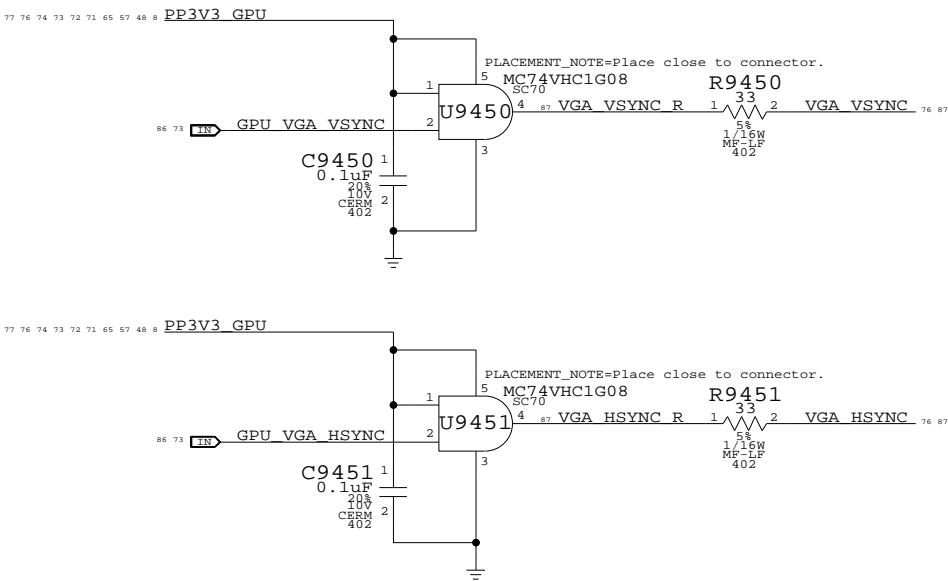 77 76 74 73 72 71 65 57 48 8 PP3V3_GPU
PLACEMENT_NOTE=Place close to connector.
5 MC74VHC1G08
SC70
R9450
33
1
U9450
4 87 VGA_VSYNC_R 1 2 VGA_VSYNC 76 87
86 73 IN GPU_VGA_VSYNC 2
5%
1/16W
MF-LF
402
3
C9450 1
0.1uF
20%
10V
CERM 2
402
77 76 74 73 72 71 65 57 48 8 PP3V3_GPU
PLACEMENT_NOTE=Place close to connector.
5 MC74VHC1G08
SC70
R9451
33
1
U9451
4 87 VGA_HSYNC_R 1 2 VGA_HSYNC 76 87
86 73 IN GPU_VGA_HSYNC 2
5%
1/16W
MF-LF
402
3
C9451 1
0.1uF
20%
10V
CERM 2
402